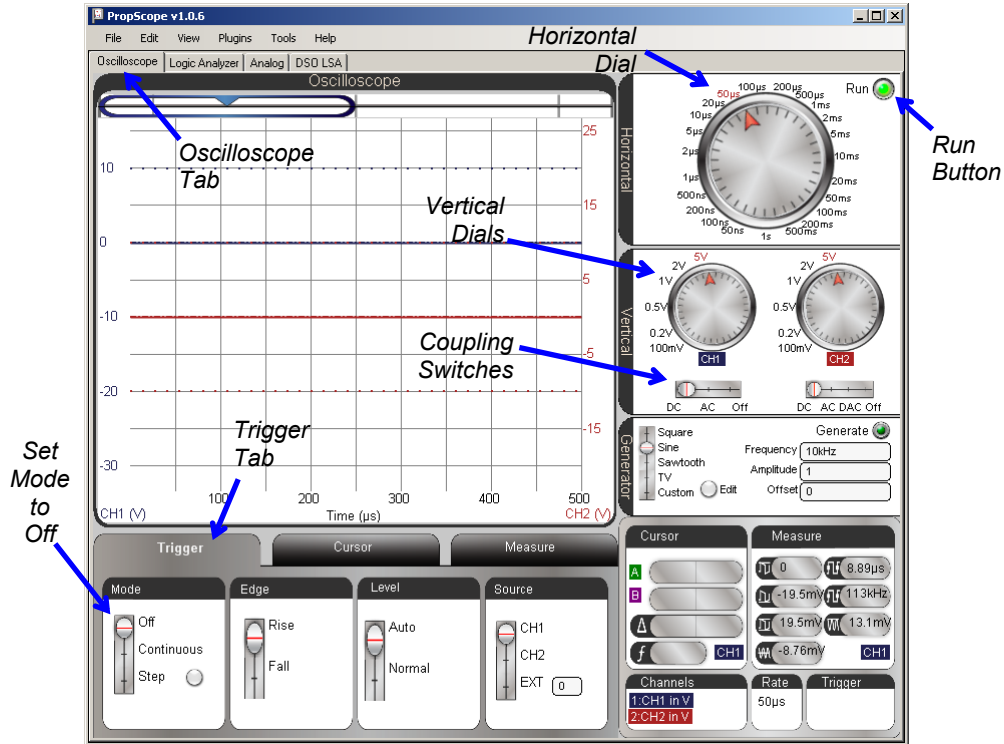 PropScope v1.0.6
File Edit View Plugins Tools Help
Oscilloscope Logic Analyzer Analog DSO LSA
Horizontal
Dial
Oscilloscope
Oscilloscope
Tab
Vertical
Dials
Coupling
Switches
Trigger
Tab
Set
Mode
to
Off
Run
Button
10
0
-10
-20
-30
25
15
5
-5
-15
100 200 300 400 500
CH1 (V) Time (µs) CH2 (V)
Horizontal
Run
50ns
100ns
200ns
500ns
1µs
2µs
5µs
10µs
20µs
50µs
100µs
200µs
500µs
1ms
2ms
5ms
10ms
20ms
50ms
100ms
200ms
500ms
1s
Vertical
5V
2V
1V
0.5V
0.2V
100mV
CH1
DC AC Off
5V
2V
1V
0.5V
0.2V
100mV
CH2
DC AC DAC Off
Generator
Square
Sine
Sawtooth
TV
Custom Edit
Generate
Frequency 10kHz
Amplitude 1
Offset 0
Trigger Cursor Measure
Mode
Off
Continuous
Step
Edge
Rise
Fall
Level
Auto
Normal
Source
CH1
CH2
EXT 0
Cursor
A
B
Δ
f CH1
Measure
0 8.89µs
-19.5mV 113kHz
19.5mV 13.1mV
-8.76mV CH1
Channels
1:CH1 in V
2:CH2 in V
Rate
50µs
Trigger